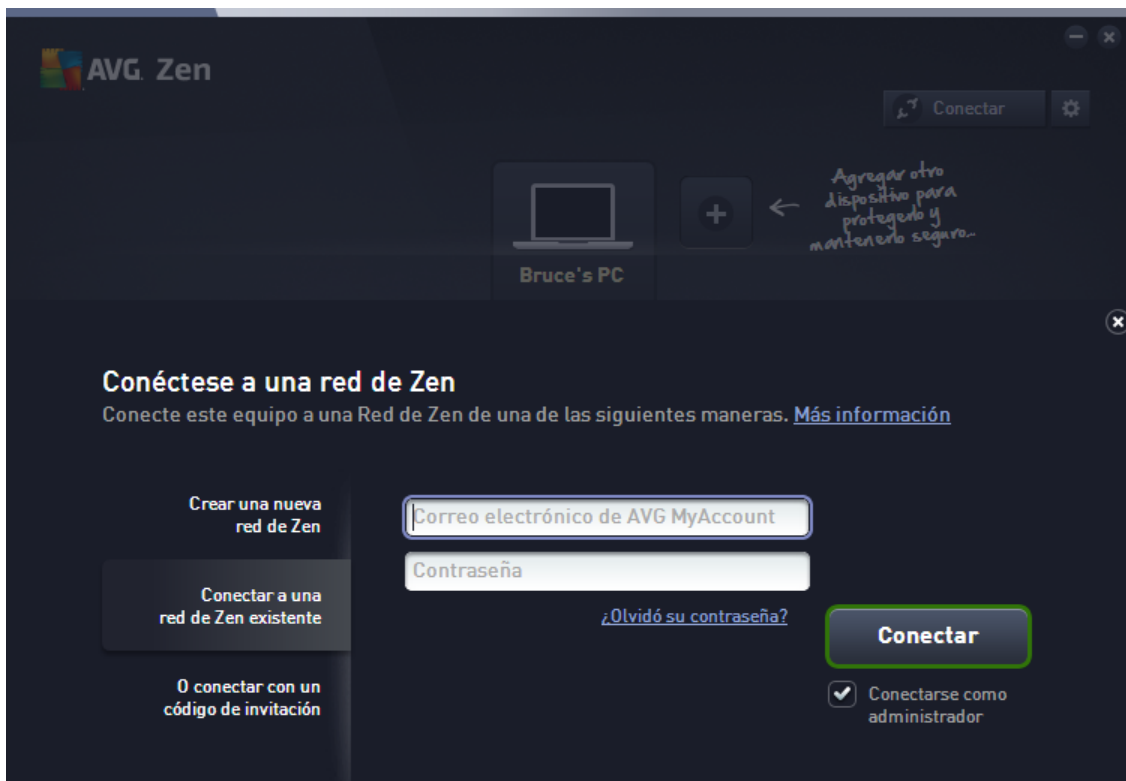 AVG. Zen
Conectar
Agregar otro
dispositivo para
protegerlo y
mantenerlo seguro...
Bruce's PC
Conéctese a una red de Zen
Conecte este equipo a una Red de Zen de una de las siguientes maneras. Más información
Crear una nueva
red de Zen
Conectar a una
red de Zen existente
O conectar con un
código de invitación
Correo electrónico de AVG MyAccount
Contraseña
¿Olvidó su contraseña?
Conectar
Conectarse como
administrador